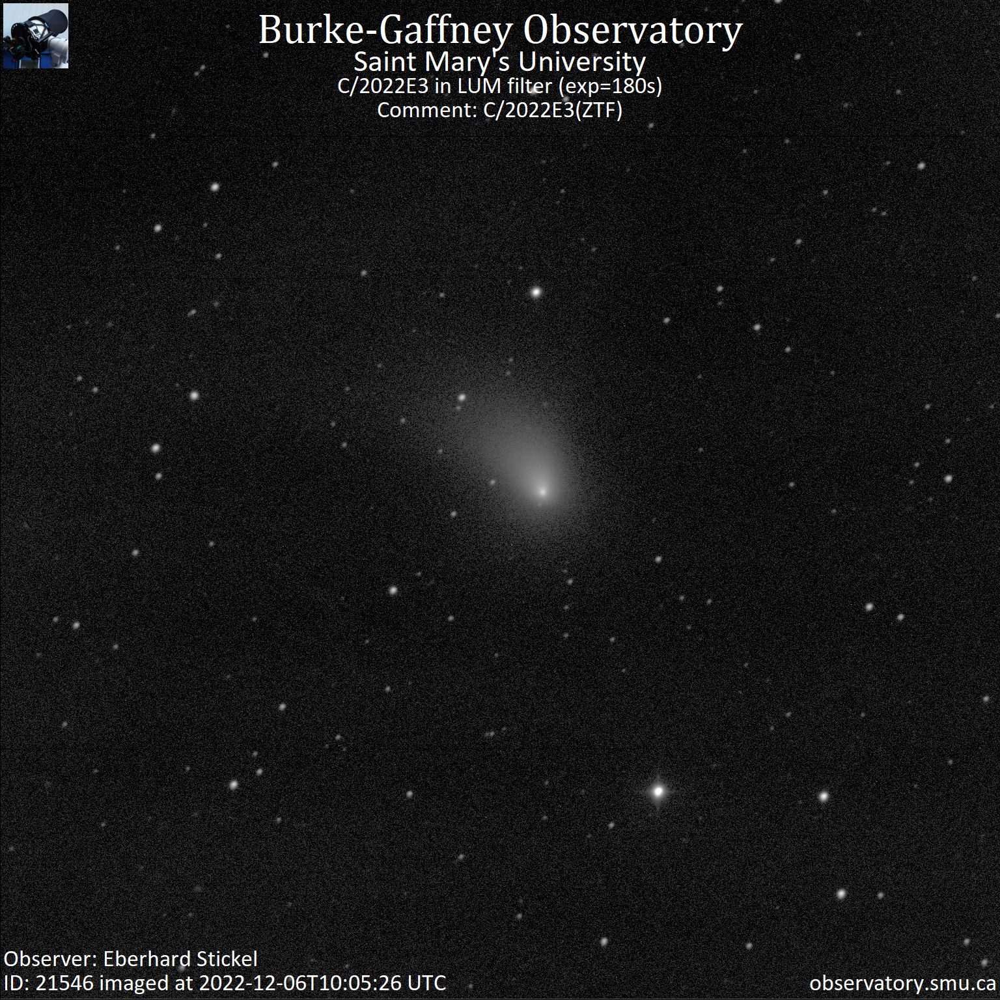 Burke-Gaffney Observatory
Saint Mary's University
C/2022E3 in LUM filter (exp=180s)
Comment: C/2022E3(ZTF)
Observer: Eberhard Stickel
ID: 21546 imaged at 2022-12-06T10:05:26 UTC
observatory.smu.ca